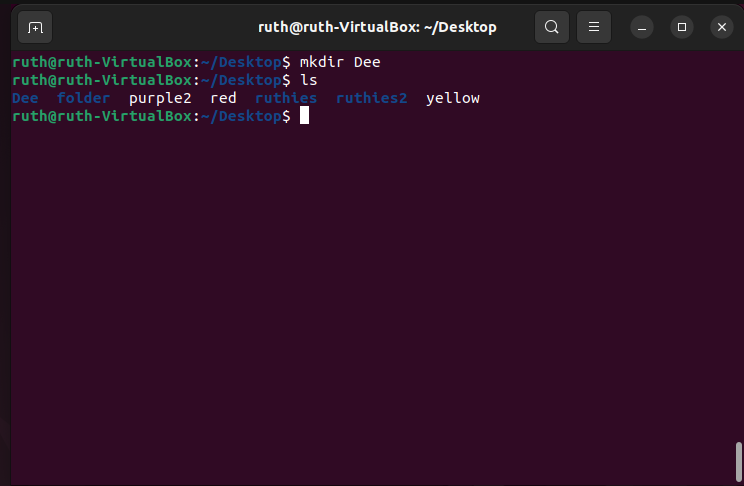 ruth@ruth-VirtualBox: ~/Desktop
ruth@ruth-VirtualBox:~/Desktop$ mkdir Dee
ruth@ruth-VirtualBox:~/Desktop$ ls
Dee  folder  purple2  red  ruthies  ruthies2  yellow
ruth@ruth-VirtualBox:~/Desktop$